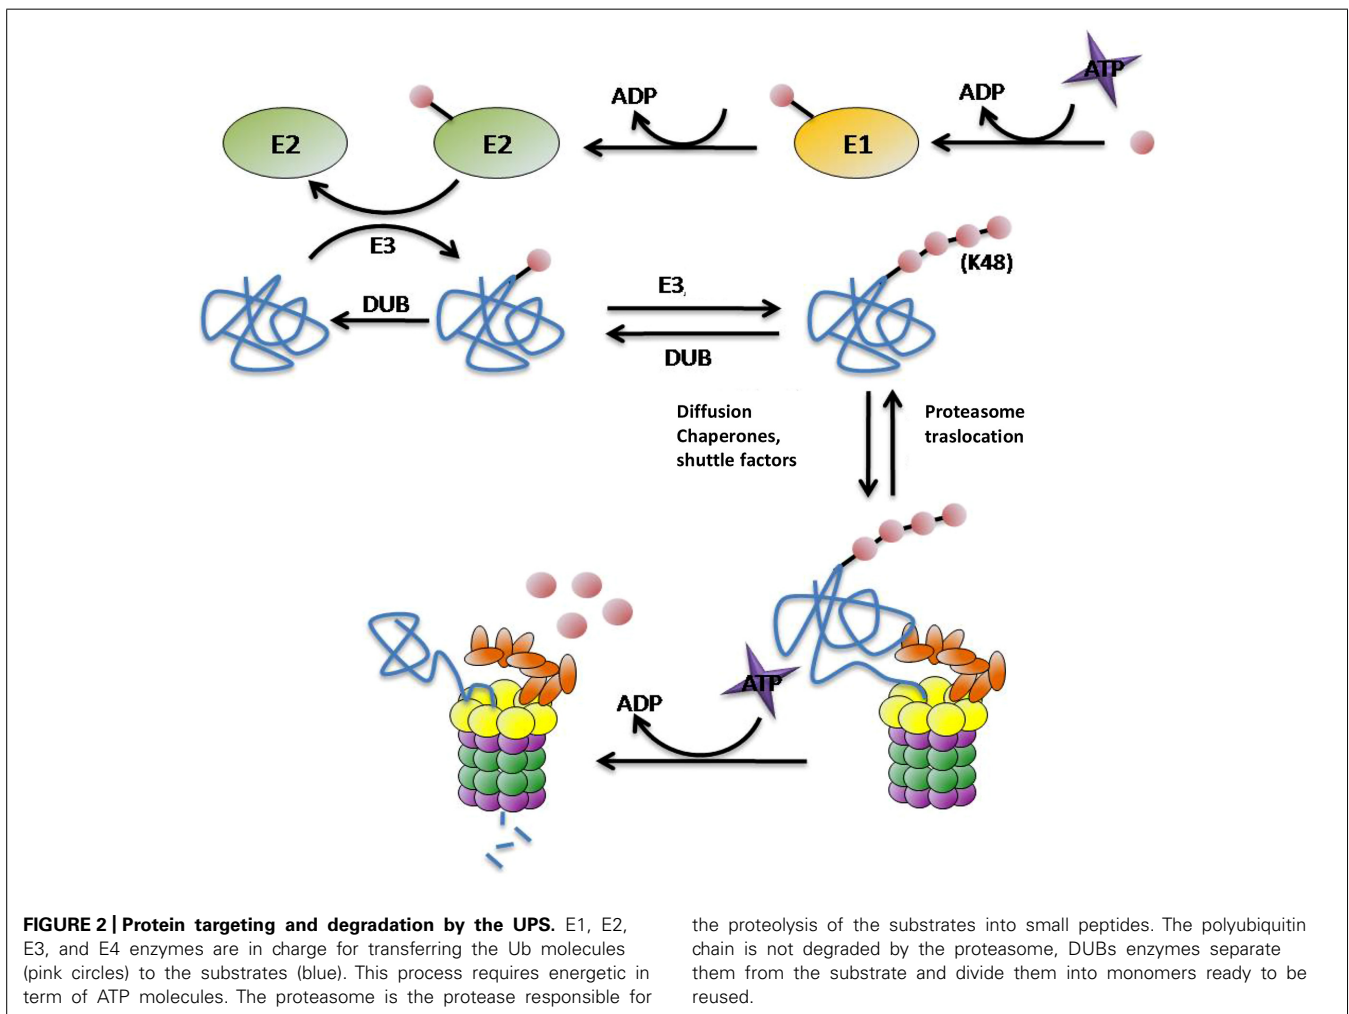 ATP
ADP
ADP
E2
E2
E1
E3
(K48)
DUB
E3,
DUB
Diffusion
Chaperones,
shuttle factors
Proteasome
traslocation
ATP
ADP
FIGURE 2 | Protein targeting and degradation by the UPS. E1, E2,
E3, and E4 enzymes are in charge for transferring the Ub molecules
(pink circles) to the substrates (blue). This process requires energetic in
term of ATP molecules. The proteasome is the protease responsible for
the proteolysis of the substrates into small peptides. The polyubiquitin
chain is not degraded by the proteasome, DUBs enzymes separate
them from the substrate and divide them into monomers ready to be
reused.